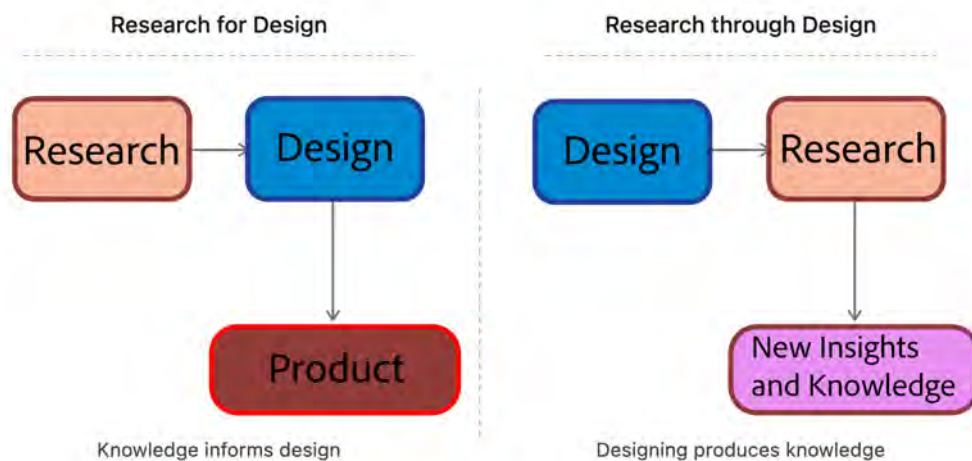 Research for Design
Research
Design
Product
Knowledge informs design
Research through Design
Design
Research
New Insights
and Knowledge
Designing produces knowledge